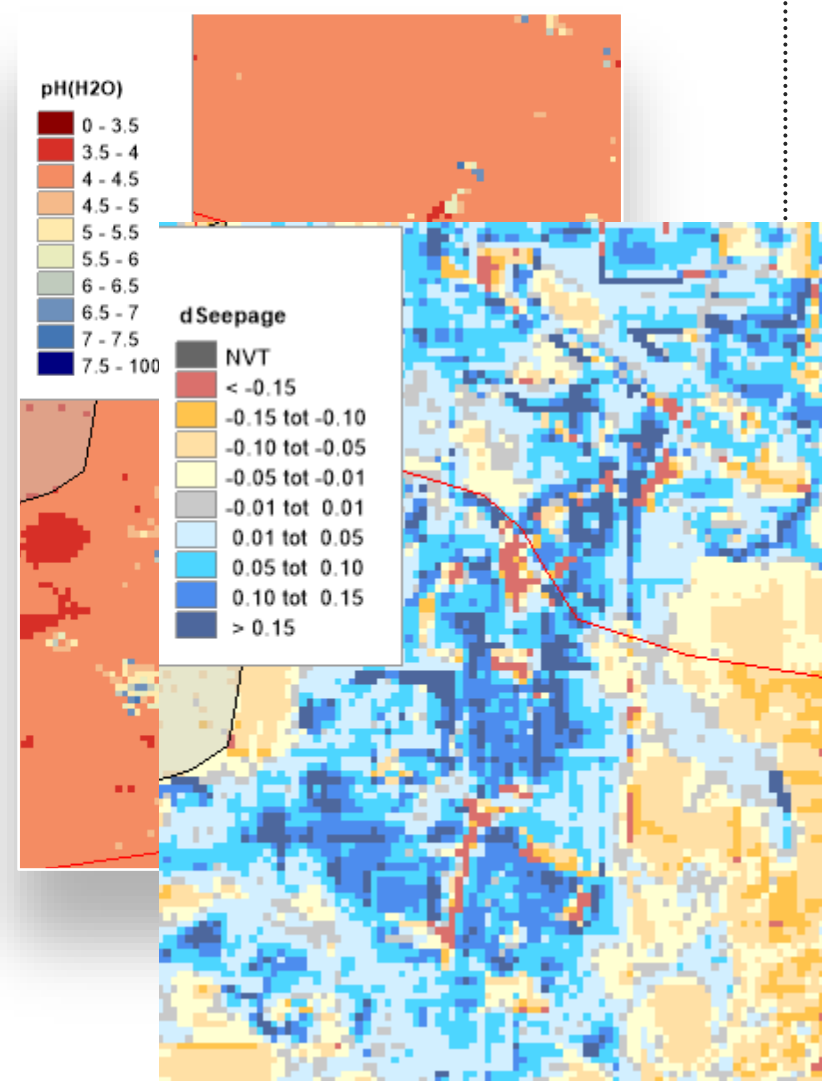 pH(H2O)
0 - 3.5
3.5 - 4
4 - 4.5
4.5 - 5
5 - 5.5
5.5 - 6
6 - 6.5
6.5 - 7
7 - 7.5
7.5 - 100
dSeepage
NVT
< -0.15
-0.15 tot -0.10
-0.10 tot -0.05
-0.05 tot -0.01
-0.01 tot 0.01
0.01 tot 0.05
0.05 tot 0.10
0.10 tot 0.15
> 0.15